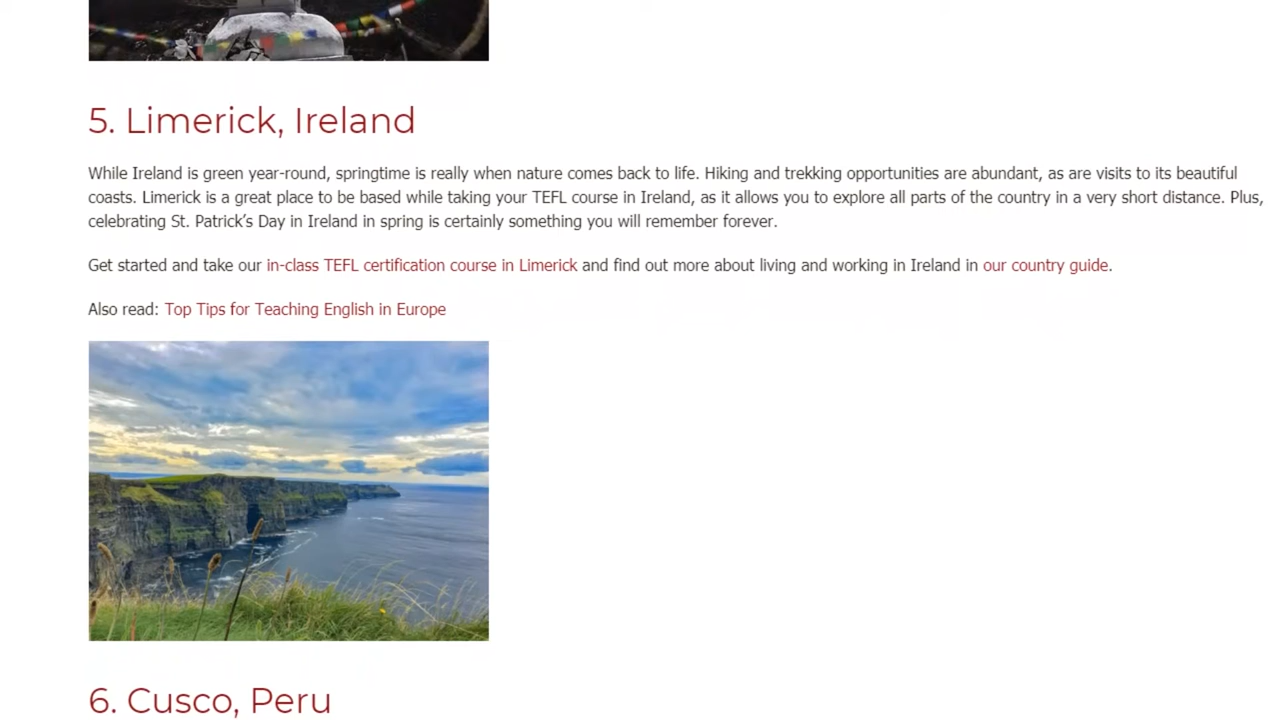 5. Limerick, Ireland
While Ireland is green year-round, springtime is really when nature comes back to life. Hiking and trekking opportunities are abundant, as are visits to its beautiful
coasts. Limerick is a great place to be based while taking your TEFL course in Ireland, as it allows you to explore all parts of the country in a very short distance. Plus,
celebrating St. Patrick’s Day in Ireland in spring is certainly something you will remember forever.
Get started and take our in-class TEFL certification course in Limerick and find out more about living and working in Ireland in our country guide.
Also read: Top Tips for Teaching English in Europe
6. Cusco, Peru